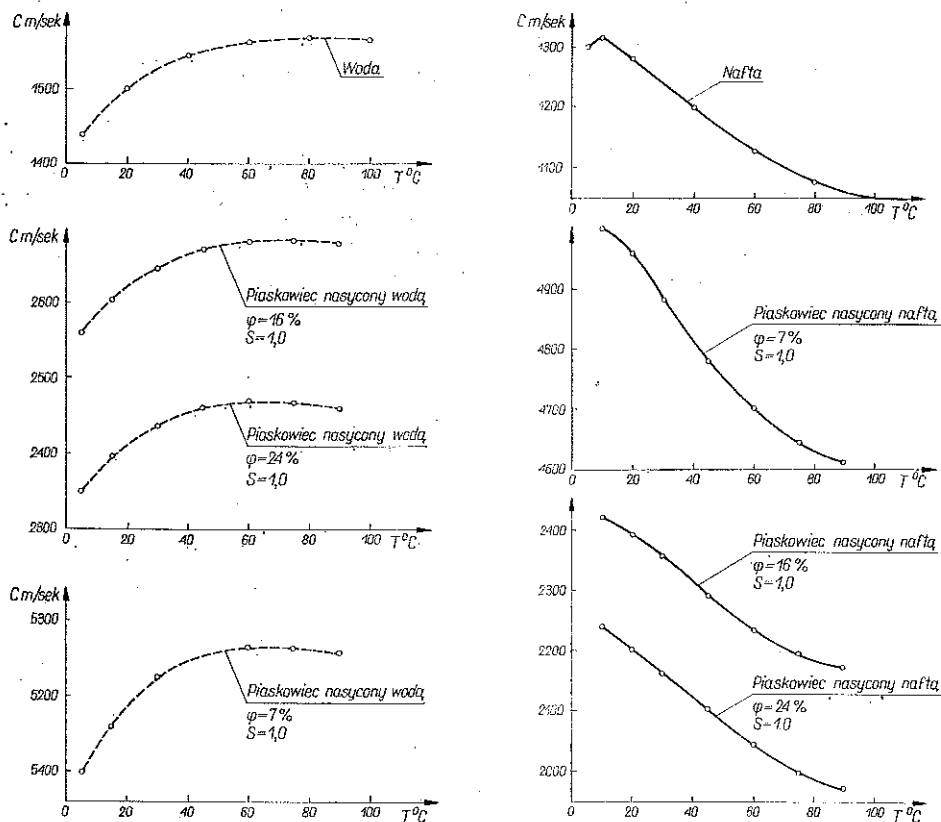 C m/sek
1500
1400
Woda
0 20 40 60 80 100 T°C
C m/sek
2600
2500
2400
2300
Piaskowiec nasycony wodą
φ=16%
S=1,0
Piaskowiec nasycony wodą
φ=24%
S=1,0
0 20 40 60 80 100 T°C
C m/sek
5300
5200
5400
Piaskowiec nasycony wodą
φ=7%
S=1,0
0 20 40 60 80 100 T°C
C m/sek
1300
1200
1100
Nafta
0 20 40 60 80 100 T°C
4900
4800
4700
4600
Piaskowiec nasycony naftą
φ=7%
S=1,0
0 20 40 60 80 100 T°C
2400
2300
2200
2100
2000
Piaskowiec nasycony naftą
φ=16%
S=1,0
Piaskowiec nasycony naftą
φ=24%
S=1.0
0 20 40 60 80 100 T°C